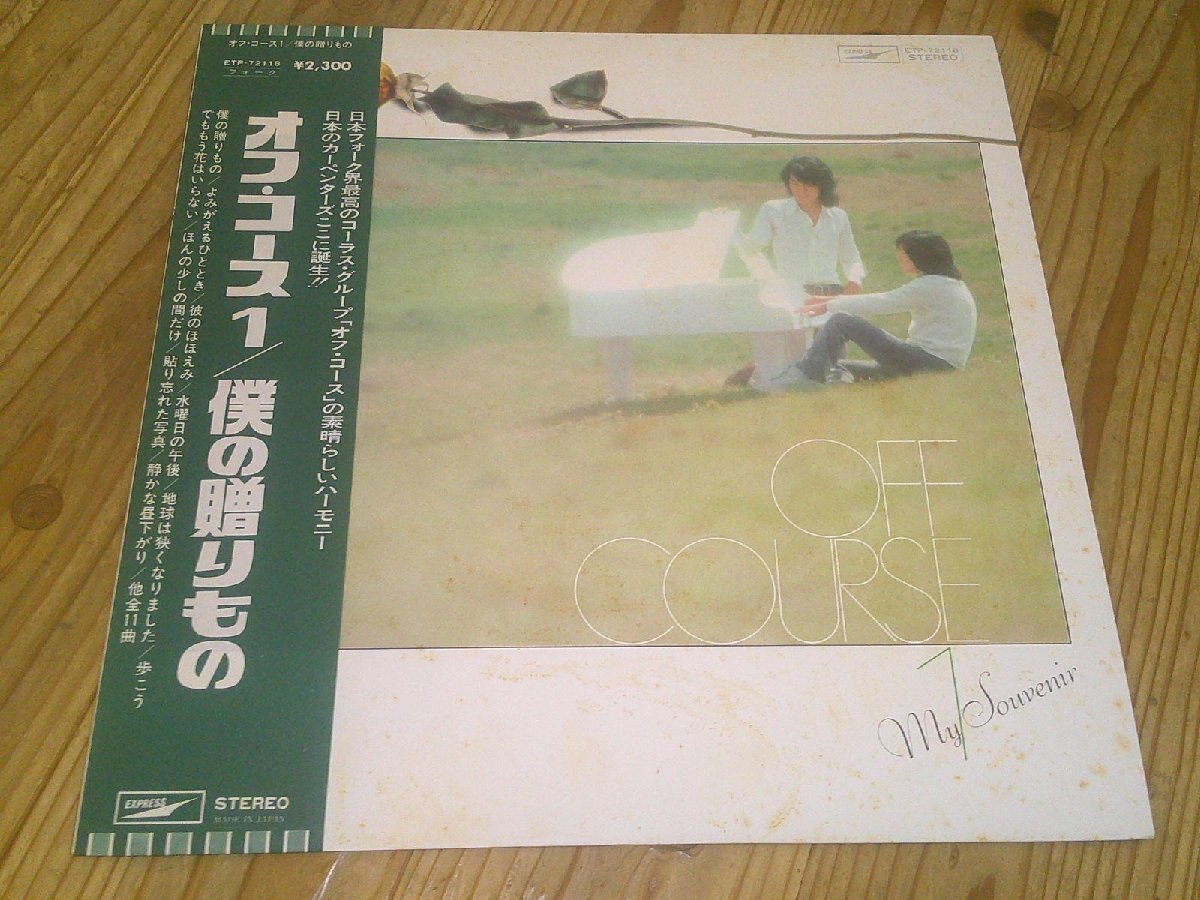 オフ・コース1／僕の贈りもの
ETP-72118
フォーク
¥2,300
オフ・コース1／僕の贈りもの
日本フォーク界最高のコーラス・グループ「オフ・コース」の素晴らしいハーモニー
日本のカーペンターズここに誕生!!
僕の贈りもの／よみがえるひととき／彼のほほえみ／水曜日の午後／地球は狭くなりました／歩こう
でももう花はいらない／ほんの少しの間だけ／貼り忘れた写真／静かな昼下がり／他全11曲
EXPRESS
STEREO
MADE IN JAPAN
EXPRESS
ETP-72118
STEREO
OFF
COURSE
1
My Souvenir